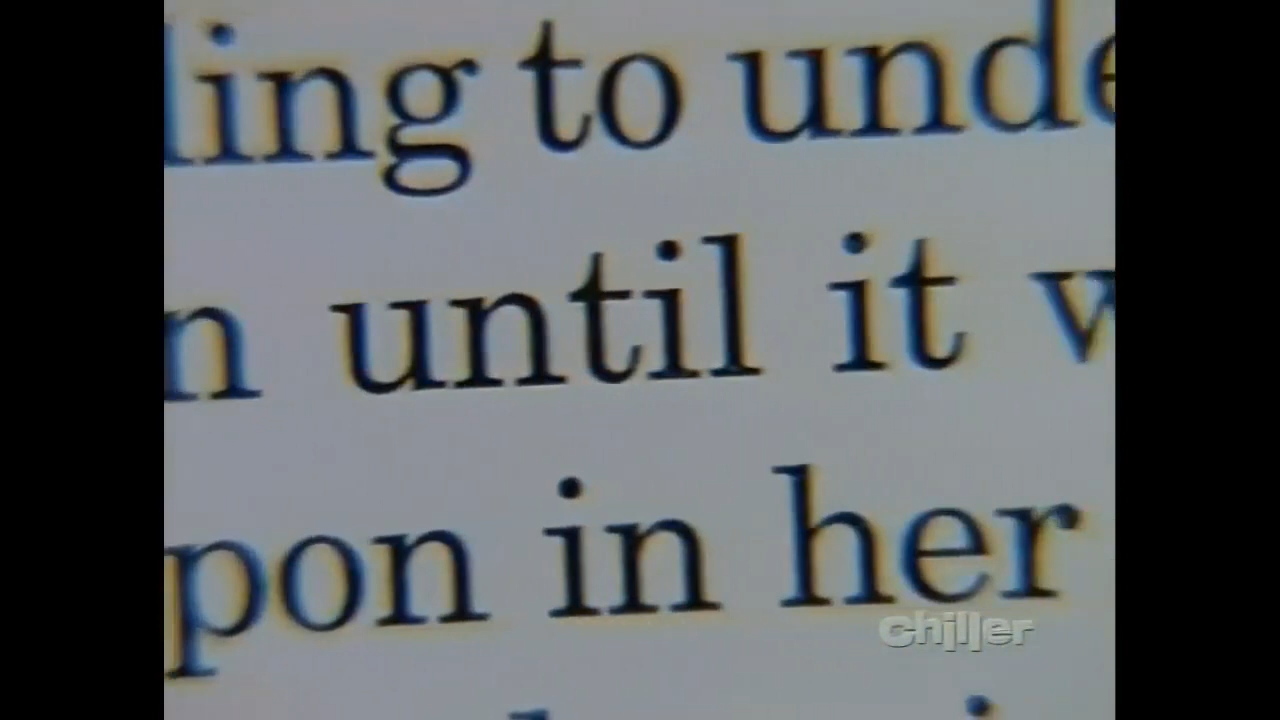 ling to unde
n until it w
pon in her
Chiller